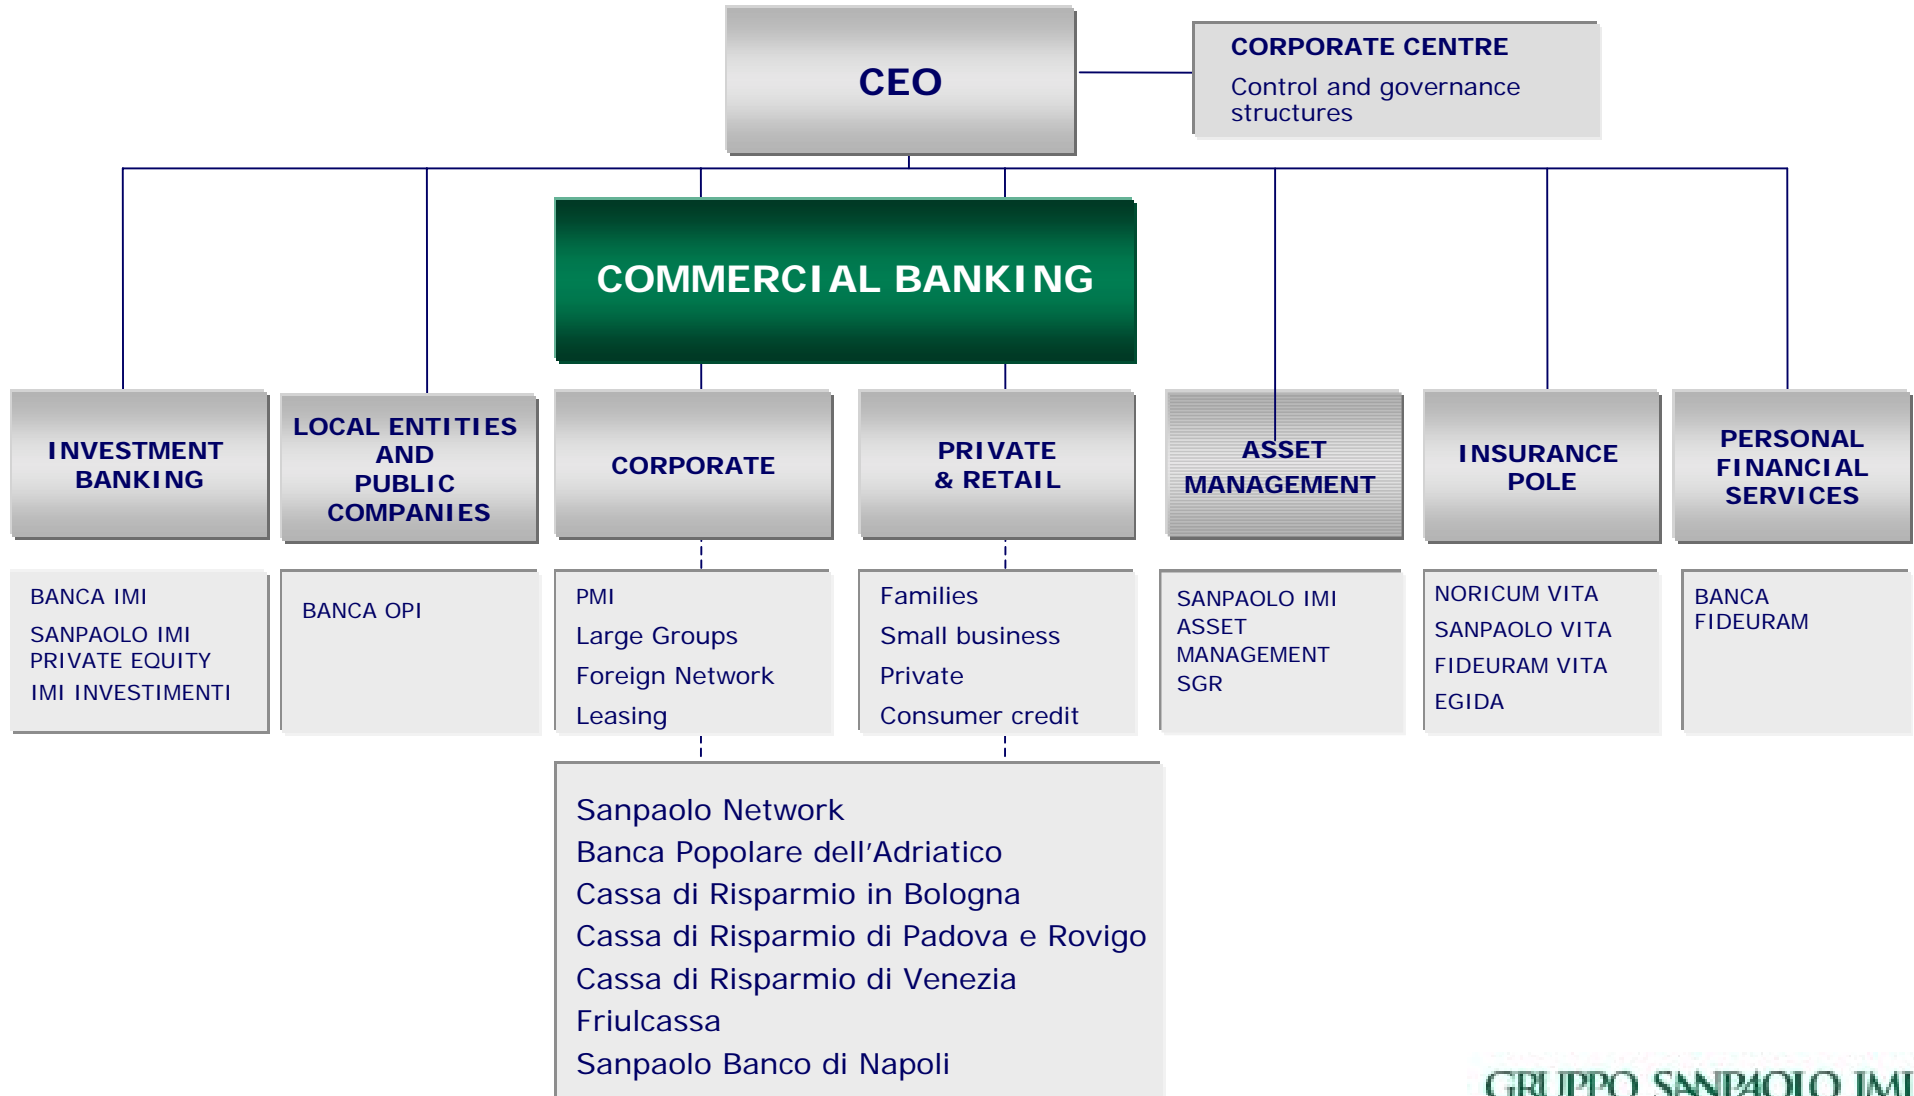 CEO
CORPORATE CENTRE
Control and governance
structures
COMMERCIAL BANKING
INVESTMENT
BANKING
LOCAL ENTITIES
AND
PUBLIC
COMPANIES
CORPORATE
PRIVATE
& RETAIL
ASSET
MANAGEMENT
INSURANCE
POLE
PERSONAL
FINANCIAL
SERVICES
BANCA IMI
SANPAOLO IMI
PRIVATE EQUITY
IMI INVESTIMENTI
BANCA OPI
PMI
Large Groups
Foreign Network
Leasing
Families
Small business
Private
Consumer credit
SANPAOLO IMI
ASSET
MANAGEMENT
SGR
NORICUM VITA
SANPAOLO VITA
FIDEURAM VITA
EGIDA
BANCA
FIDEURAM
Sanpaolo Network
Banca Popolare dell’Adriatico
Cassa di Risparmio in Bologna
Cassa di Risparmio di Padova e Rovigo
Cassa di Risparmio di Venezia
Friulcassa
Sanpaolo Banco di Napoli
GRUPPO SANPAOLO IMI